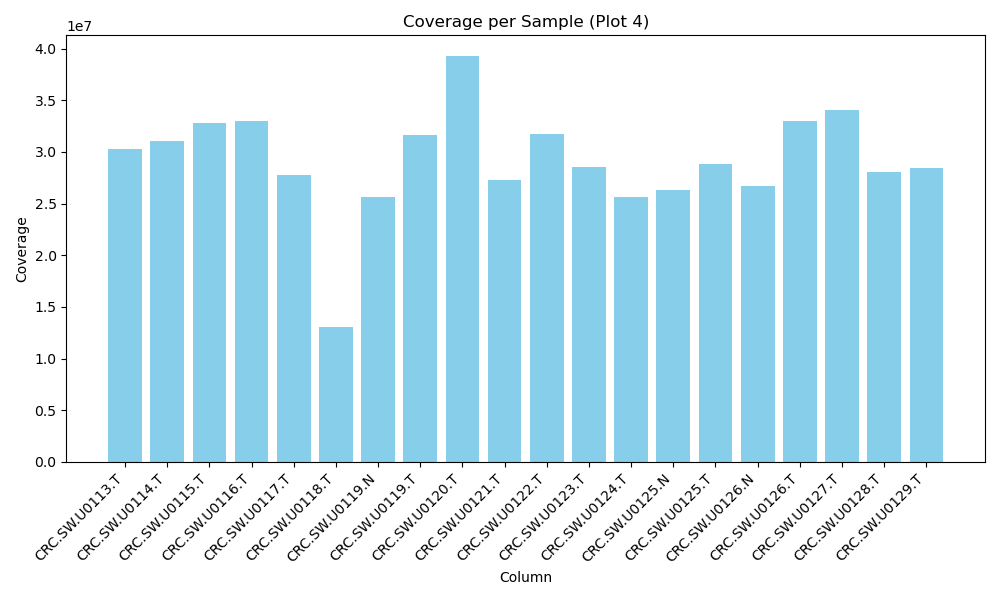 Coverage per Sample (Plot 4)
1e7
4.0
3.5
3.0
2.5
2.0
1.5
1.0
0.5
0.0
Coverage
CRC.SW.U0113.T
CRC.SW.U0114.T
CRC.SW.U0115.T
CRC.SW.U0116.T
CRC.SW.U0117.T
CRC.SW.U0118.T
CRC.SW.U0119.N
CRC.SW.U0119.T
CRC.SW.U0120.T
CRC.SW.U0121.T
CRC.SW.U0122.T
CRC.SW.U0123.T
CRC.SW.U0124.T
CRC.SW.U0125.N
CRC.SW.U0125.T
CRC.SW.U0126.N
CRC.SW.U0126.T
CRC.SW.U0127.T
CRC.SW.U0128.T
CRC.SW.U0129.T
Column